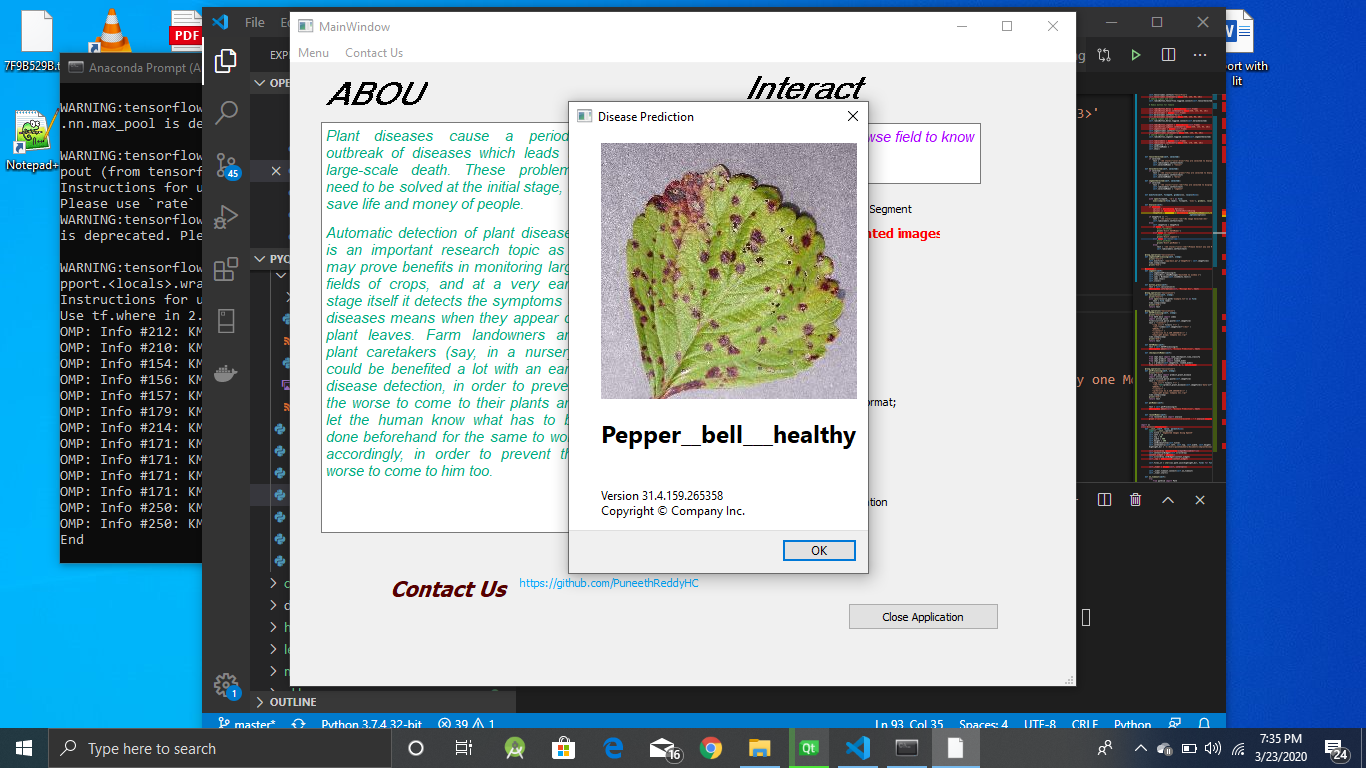 7F9B529B.t
PDF
Notepad+
port with
lit
Anaconda Prompt (A
WARNING:tensorflow
.nn.max_pool is de
WARNING:tensorflow
pout (from tensorf
Instructions for u
Please use `rate`
WARNING:tensorflow
is deprecated. Ple
WARNING:tensorflow
pport.<locals>.wra
Instructions for u
Use tf.where in 2.
OMP: Info #212: KM
OMP: Info #210: KM
OMP: Info #154: KM
OMP: Info #156: KM
OMP: Info #157: KM
OMP: Info #179: KM
OMP: Info #214: KM
OMP: Info #171: KM
OMP: Info #171: KM
OMP: Info #171: KM
OMP: Info #171: KM
OMP: Info #250: KM
OMP: Info #250: KM
End
File
EXP
OPE
PYQ
45
1
OUTLINE
MainWindow
Menu Contact Us
ABOU
Plant diseases cause a period
outbreak of diseases which leads
large-scale death. These problem
need to be solved at the initial stage,
save life and money of people.
Automatic detection of plant disease
is an important research topic as
may prove benefits in monitoring larg
fields of crops, and at a very earl
stage itself it detects the symptoms
diseases means when they appear o
plant leaves. Farm landowners an
plant caretakers (say, in a nursery
could be benefited a lot with an earl
disease detection, in order to preve
the worse to come to their plants an
let the human know what has to b
done beforehand for the same to wor
accordingly, in order to prevent th
worse to come to him too.
Interact
wse field to know
Segment
ated images
ormat;
ation
Disease Prediction
Pepper__bell___healthy
Version 31.4.159.265358
Copyright © Company Inc.
OK
Contact Us
https://github.com/PuneethReddyHC
Close Application
ng
3>'
y one Mo
master*
Python 3.7.4 32-bit
39
1
Ln 93, Col 35
Spaces: 4
UTF-8
CRLF
Python
Type here to search
16
Qt
7:35 PM
3/23/2020
24